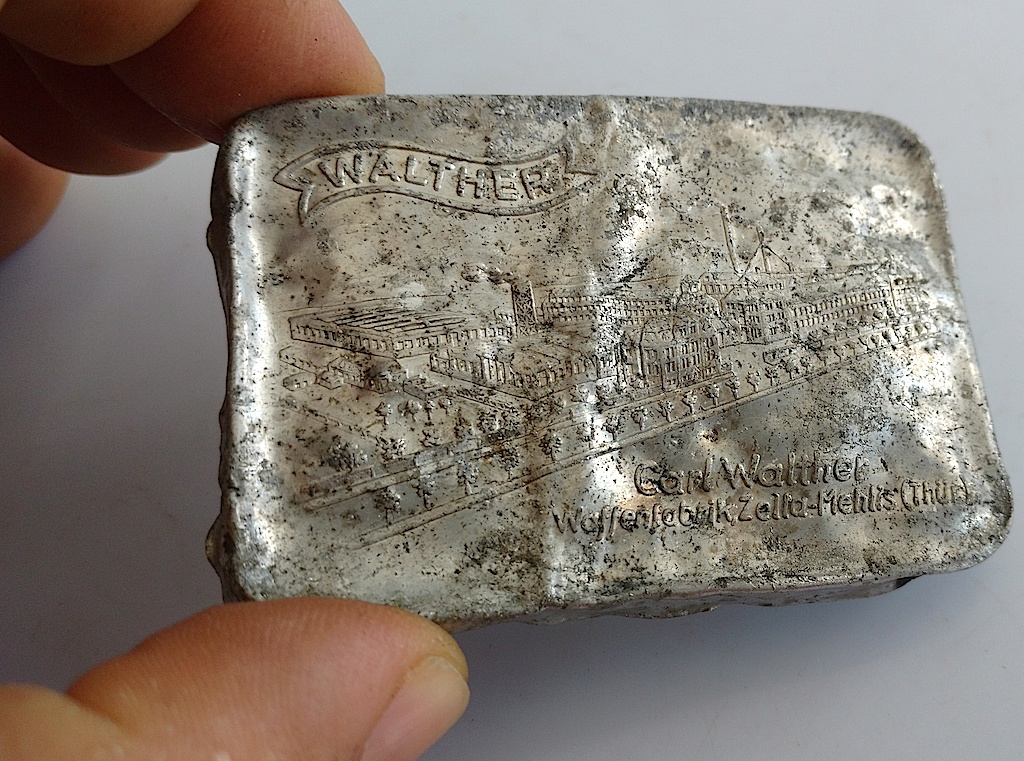 WALTHER
Carl Walther
Waffenfabrik Zella-Mehlis (Thür)